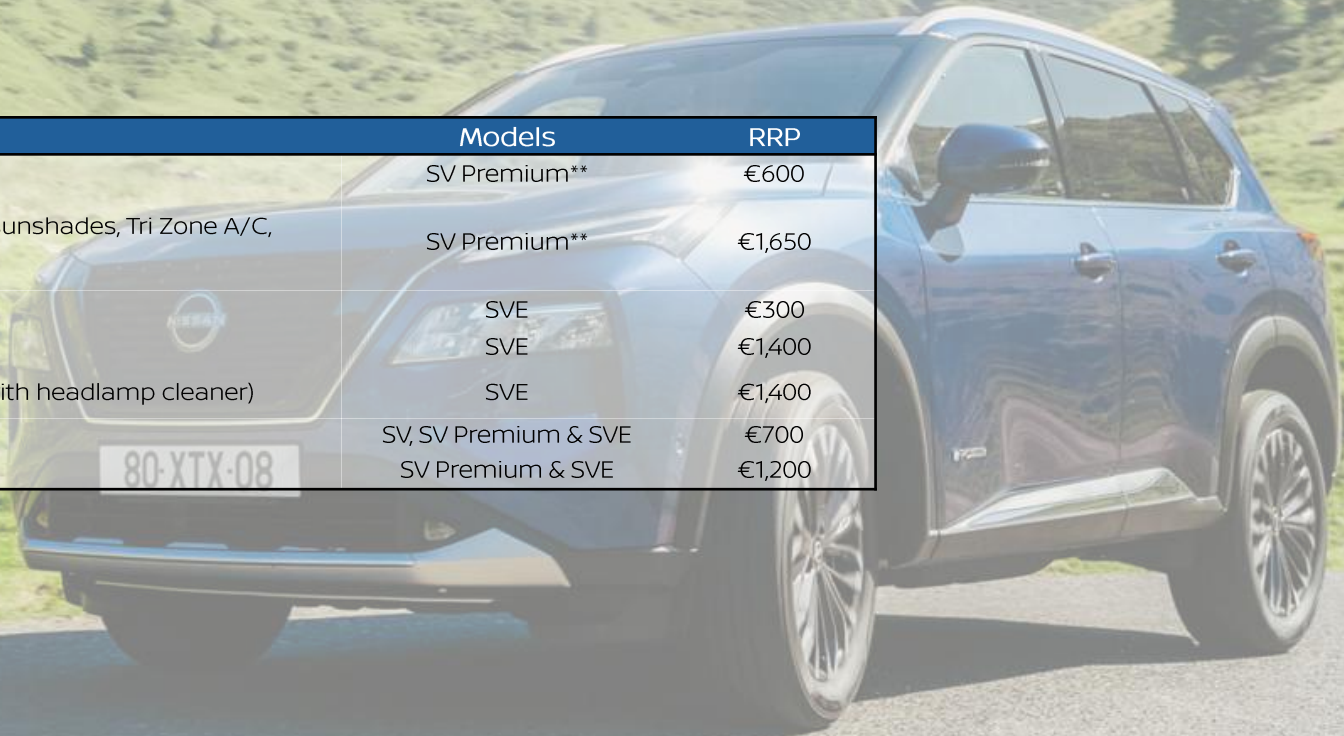 Models RRP
SV Premium** €600
unshades, Tri Zone A/C,
SV Premium** €1,650
SVE €300
SVE €1,400
ith headlamp cleaner) SVE €1,400
SV, SV Premium & SVE €700
SV Premium & SVE €1,200
NISSAN
80-XTX-08